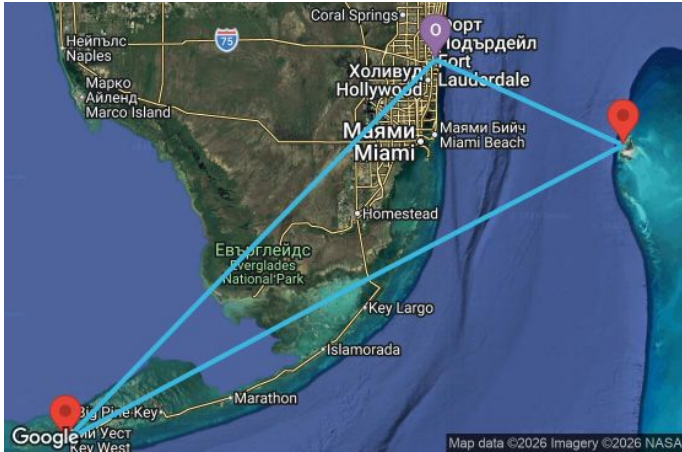 Coral Springs
75
O
Форт
Лодърдейл
Fort
Lauderdale
Нейпълс
Naples
Холивуд
Hollywood
Марко
Айленд
Marco Island
Маями
Miami
Маями Бийч
Miami Beach
Homestead
Евърглейдс
Everglades
National Park
Key Largo
Islamorada
Marathon
Big Pine Key
Google
Уест
Key West
Map data ©2026 Imagery ©2026 NASA